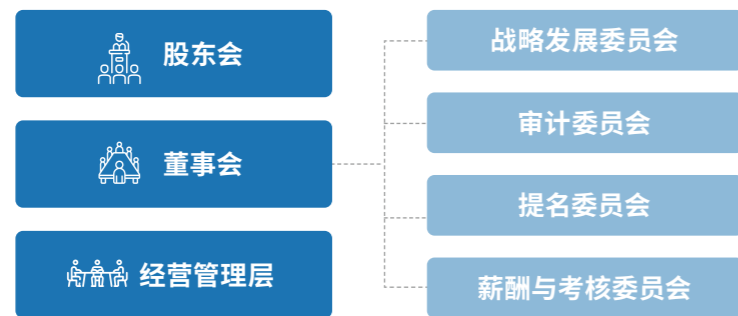 股东会
董事会
经营管理层
战略发展委员会
审计委员会
提名委员会
薪酬与考核委员会